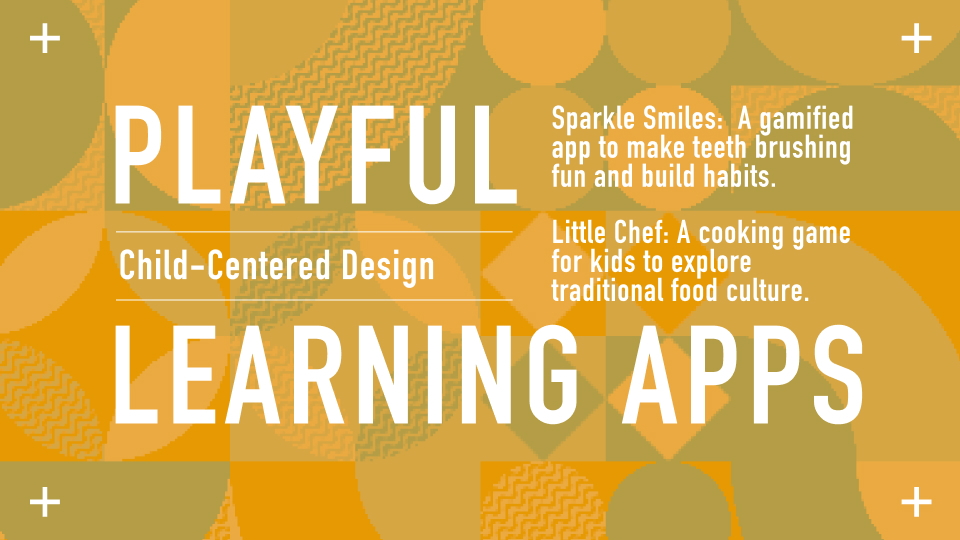 PLAYFUL
Child-Centered Design
LEARNING APPS
Sparkle Smiles:  A gamified
app to make teeth brushing
fun and build habits.
Little Chef: A cooking game
for kids to explore
traditional food culture.